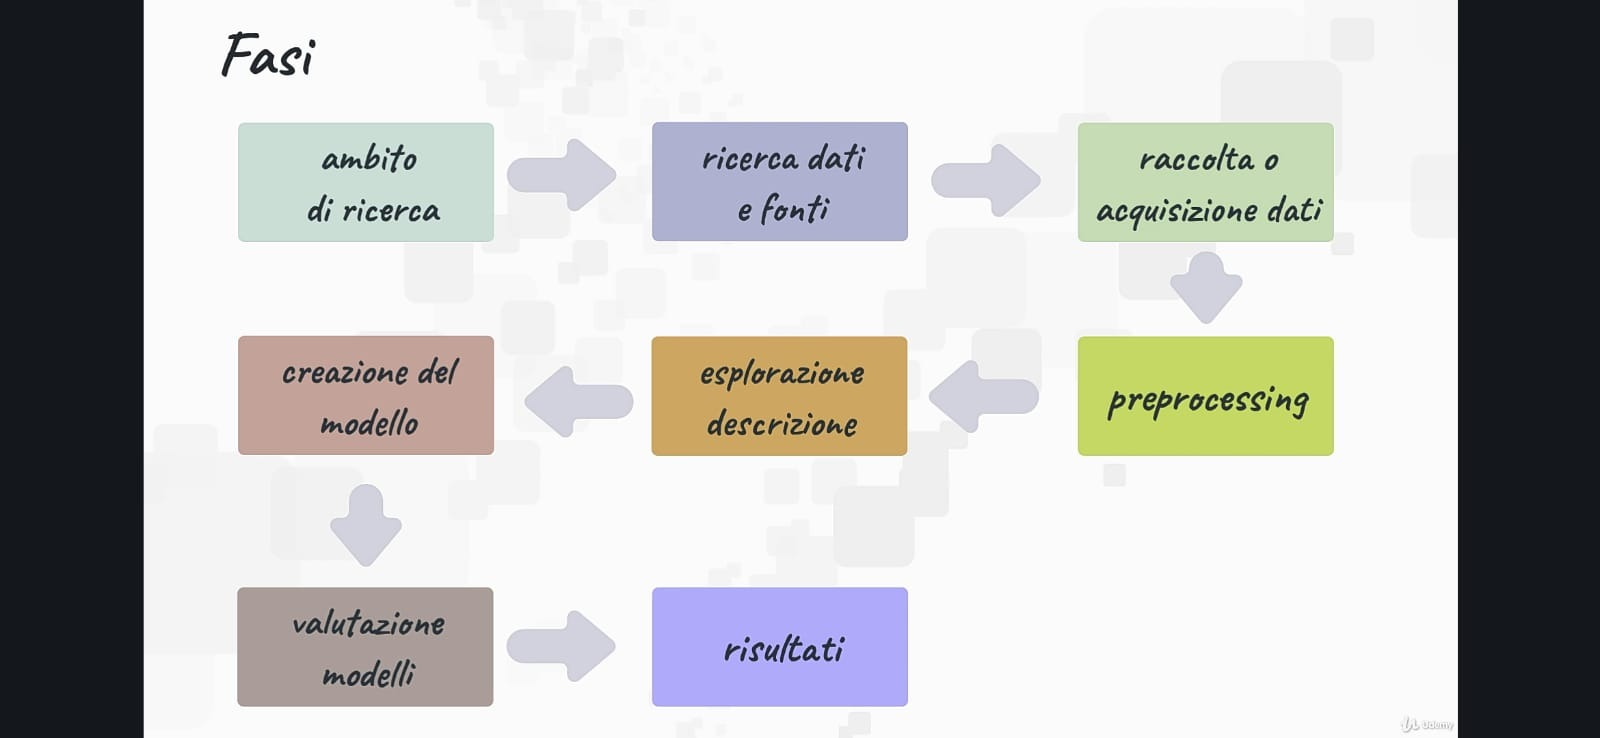 Fasi
ambito
di ricerca
ricerca dati
e fonti
raccolta o
acquisizione dati
preprocessing
esplorazione
descrizione
creazione del
modello
valutazione
modelli
risultati
Udemy